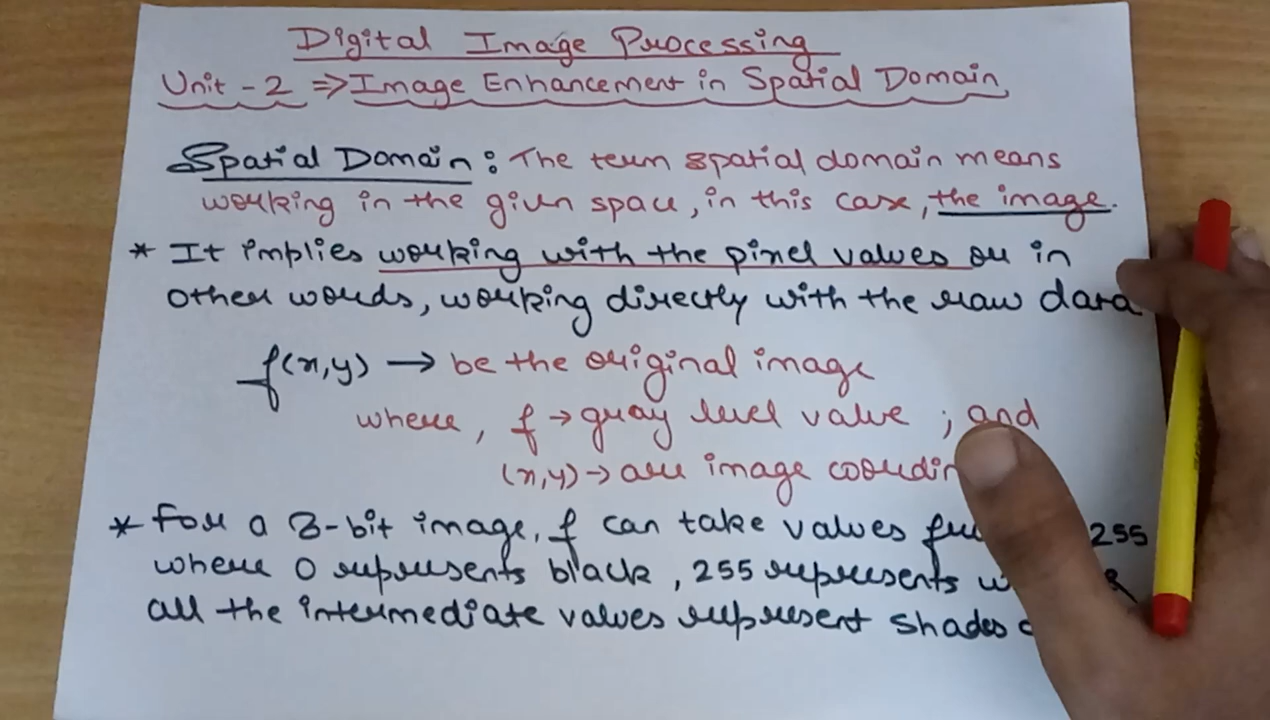 Digital Image Processing
Unit - 2 ⇒ Image Enhancement in Spatial Domain
Spatial Domain : The term spatial domain means
working in the given space, in this case, the image.
* It implies working with the pixel values or in
other words, working directly with the raw data
f(x,y) → be the original image
where, f → gray level value ; and
(x,y) → are image
* For a 8-bit image, f can take values 255
where 0 represents black, 255 represents
all the intermediate values represent shades